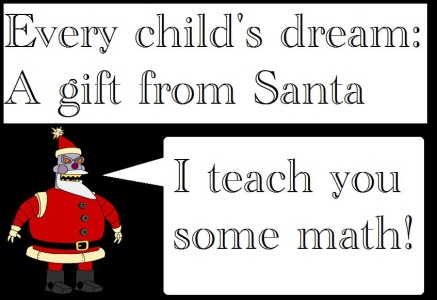 Every child's dream:
A gift from Santa
I teach you
some math!